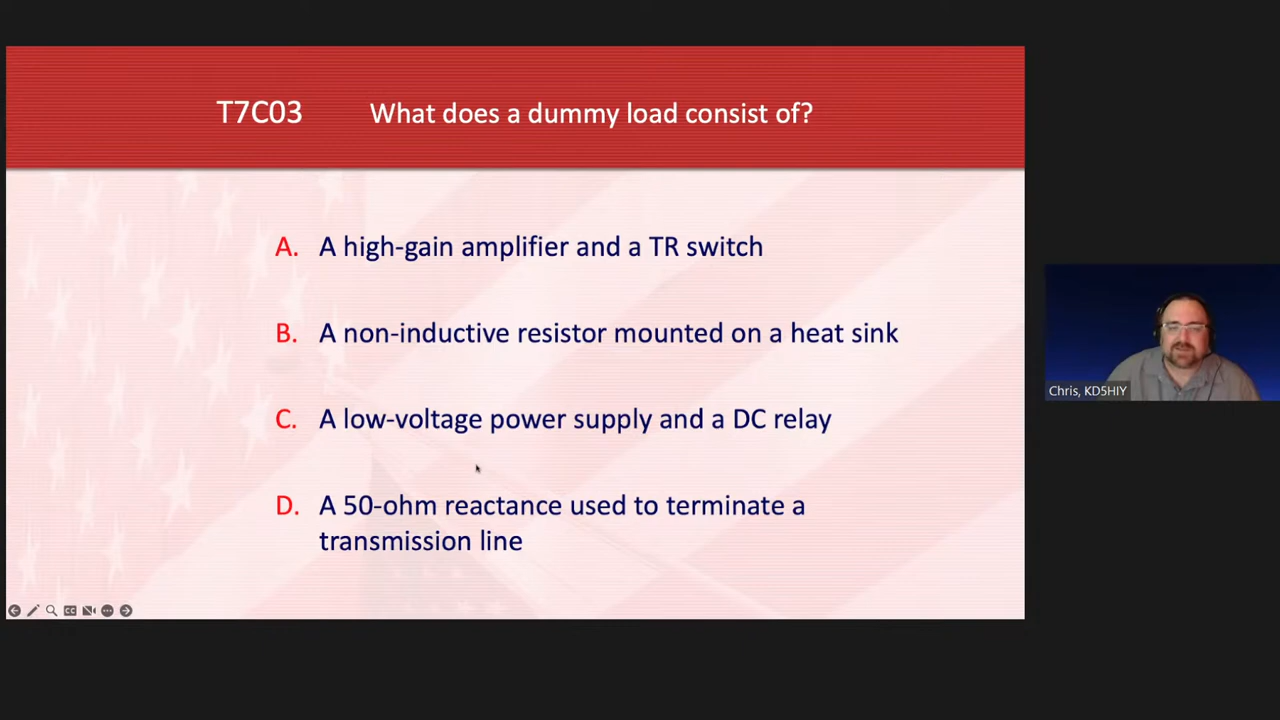 T7C03 What does a dummy load consist of?
A. A high-gain amplifier and a TR switch
B. A non-inductive resistor mounted on a heat sink
C. A low-voltage power supply and a DC relay
D. A 50-ohm reactance used to terminate a
transmission line
Chris, KD5HIY
CC